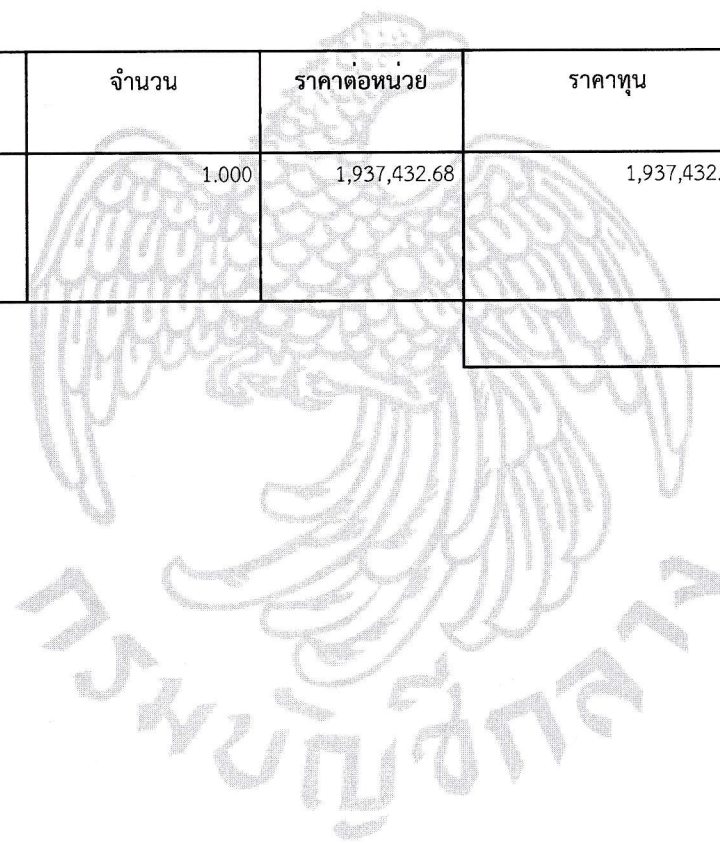 จำนวน ราคาต่อหน่วย ราคาทุน
1.000 1,937,432.68 1,937,432.
กรมบัญชีกลาง